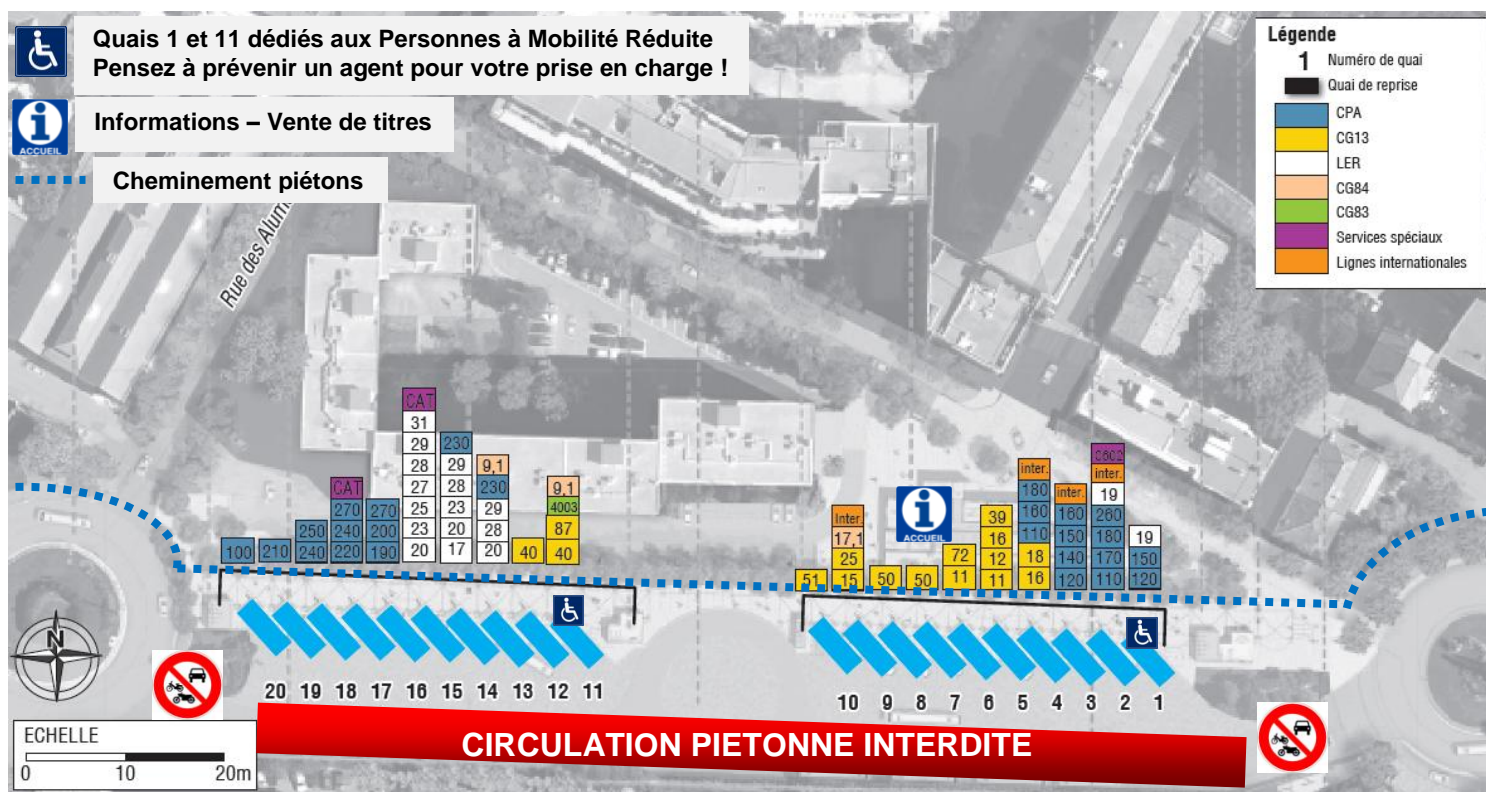 Quais 1 et 11 dédiés aux Personnes à Mobilité Réduite
Pensez à prévenir un agent pour votre prise en charge !
ACCUEIL
Informations – Vente de titres
Cheminement piétons
Légende
1 Numéro de quai
Quai de reprise
CPA
CG13
LER
CG84
CG83
Services spéciaux
Lignes internationales
100
210
250
240
CAT
270
240
220
270
200
190
CAT
31
29
28
27
25
23
20
230
29
28
23
20
17
9,1
230
29
28
20
40
9,1
4003
87
40
51
Inter.
17,1
25
15
50
50
ACCUEIL
72
11
39
16
12
11
inter.
180
160
110
18
16
inter.
160
150
140
120
inter.
19
260
180
170
110
19
150
120
N
20 19 18 17 16 15 14 13 12 11
10 9 8 7 6 5 4 3 2 1
CIRCULATION PIETONNE INTERDITE
ECHELLE
0 10 20m